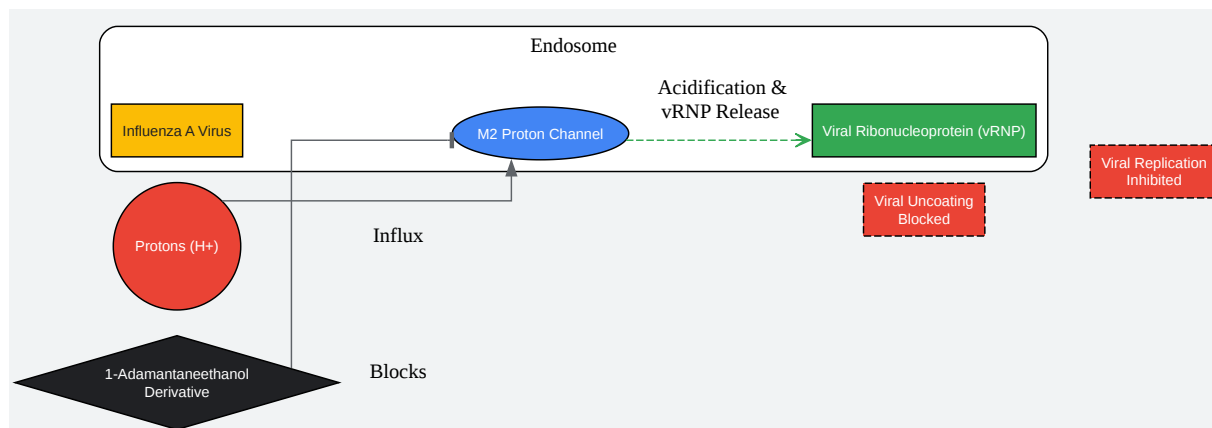 Endosome
Acidification &
vRNP Release
Influenza A Virus
M2 Proton Channel
Viral Ribonucleoprotein (vRNP)
Viral Replication
Inhibited
Viral Uncoating
Blocked
Influx
Protons (H+)
Blocks
1-Adamantaneethanol
Derivative